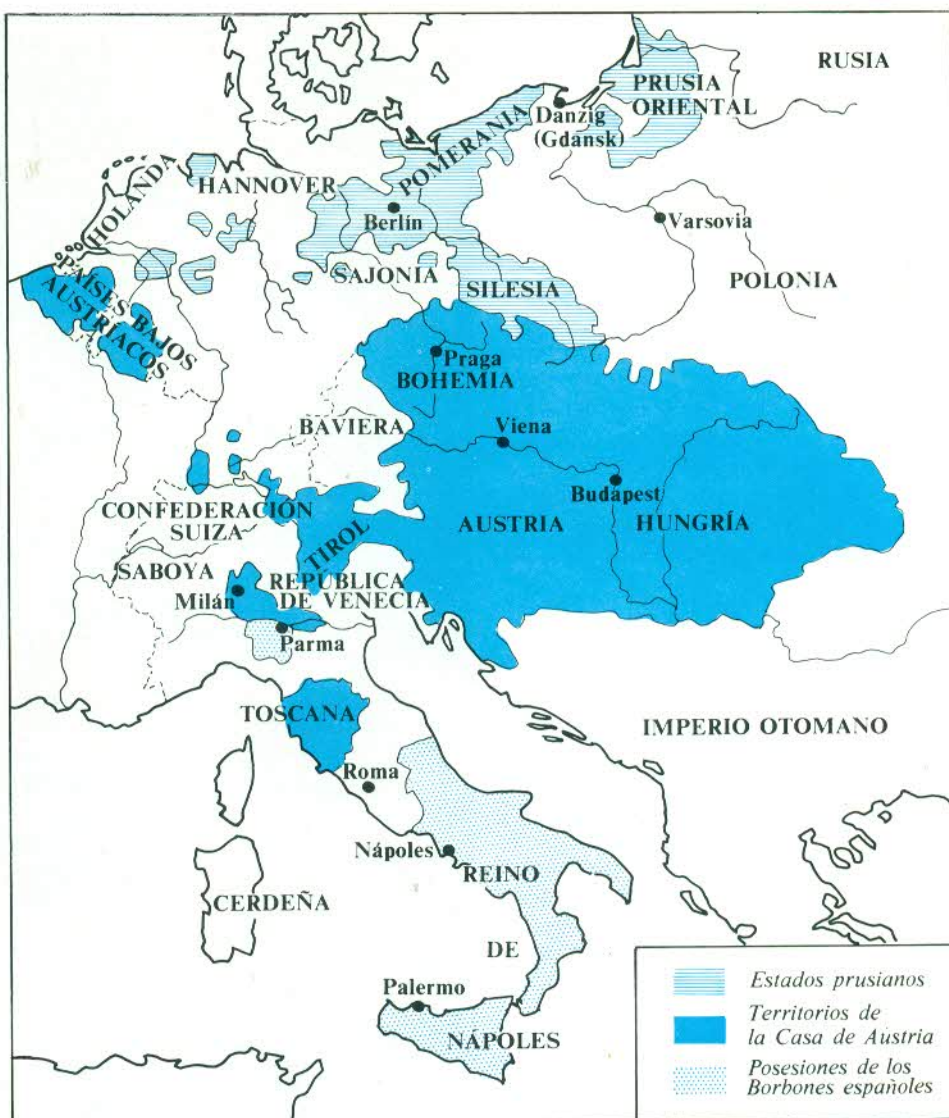 RUSIA
PRUSIA
ORIENTAL
Danzig
(Gdansk)
POMERANIA
HOLANDA
HANNOVER
Berlín
Varsovia
SAJONIA
SILESIA
POLONIA
PAÍSES BAJOS
AUSTRÍACOS
Praga
BOHEMIA
BAVIERA
Viena
Budapest
CONFEDERACIÓN
SUIZA
AUSTRIA
HUNGRÍA
TIROL
SABOYA
Milán
REPÚBLICA
DE VENECIA
Parma
TOSCANA
IMPERIO OTOMANO
Roma
Nápoles
REINO
CERDEÑA
DE
Palermo
NÁPOLES
Estados prusianos
Territorios de
la Casa de Austria
Posesiones de los
Borbones españoles